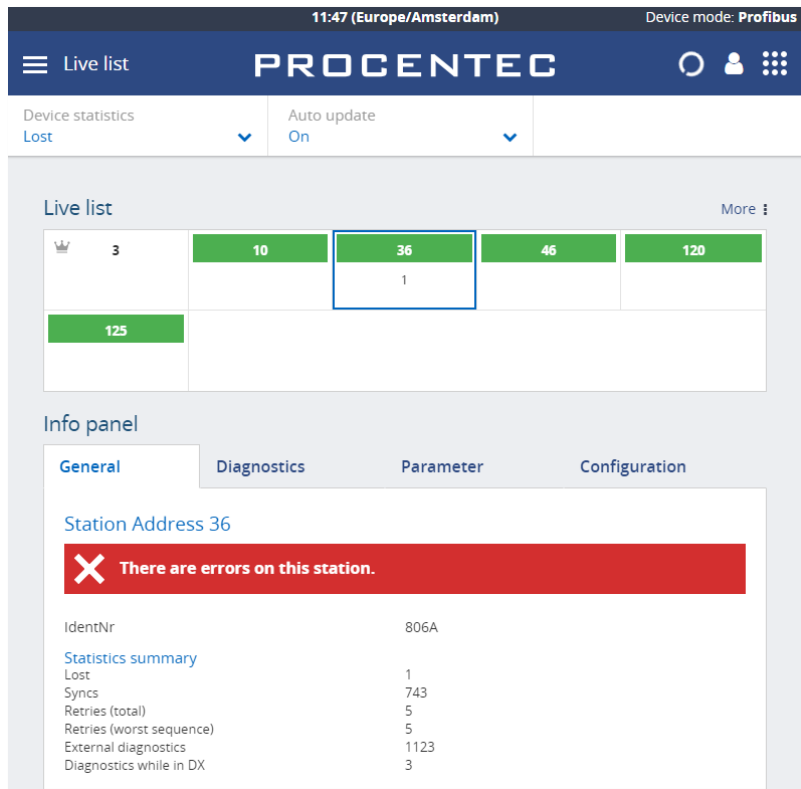 11:47 (Europe/Amsterdam) Device mode: Profibus
Live list PROCENTEC
Device statistics Auto update
Lost On
Live list More
3 10 36 46 120
1
125
Info panel
General Diagnostics Parameter Configuration
Station Address 36
There are errors on this station.
IdentNr 806A
Statistics summary
Lost 1
Syncs 743
Retries (total) 5
Retries (worst sequence) 5
External diagnostics 1123
Diagnostics while in DX 3